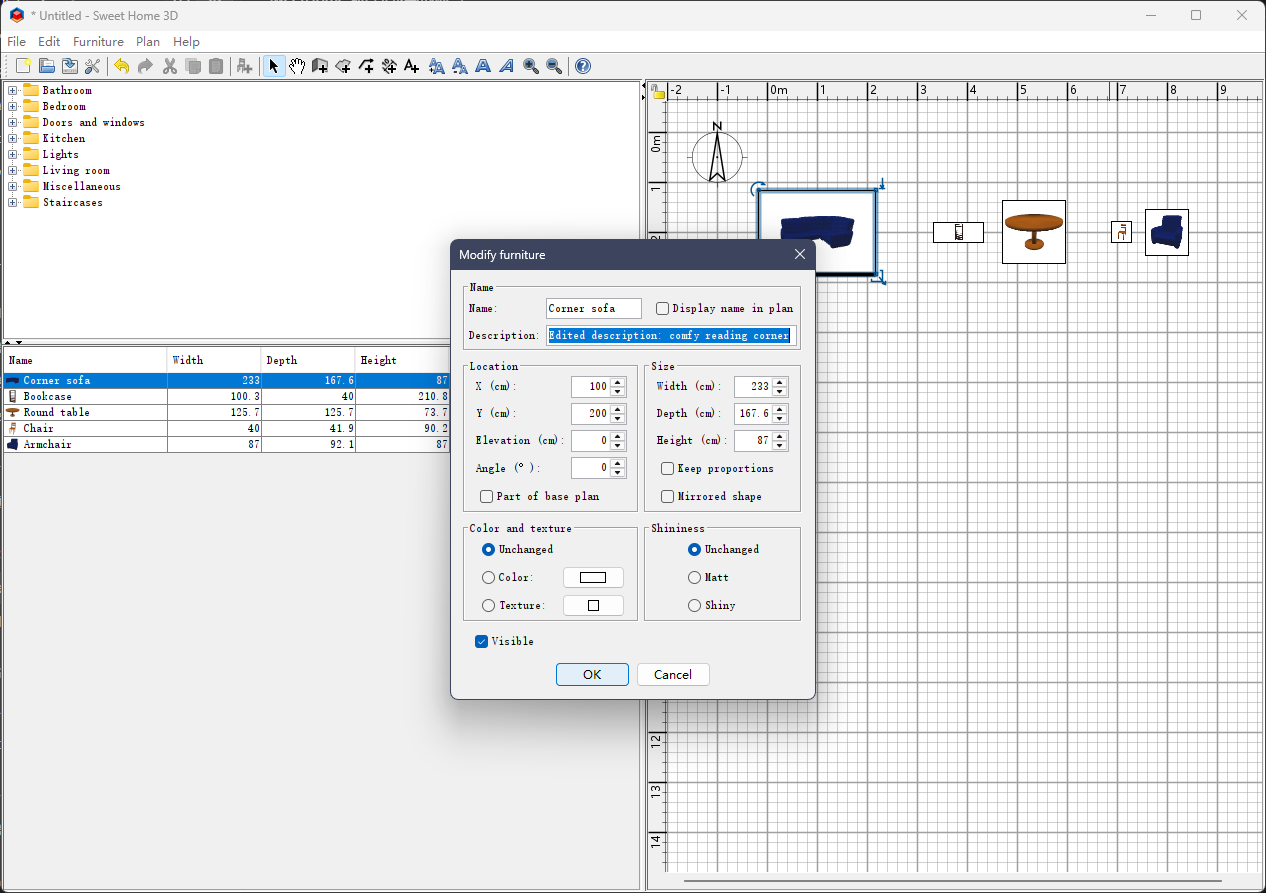 * Untitled - Sweet Home 3D
File Edit Furniture Plan Help
Bathroom
Bedroom
Doors and windows
Kitchen
Lights
Living room
Miscellaneous
Staircases
-2 -1 0m 1 2 3 4 5 6 7 8 9
N
0m
1
2
12
13
14
Name Width Depth Height
Corner sofa 233 167.6 87
Bookcase 100.3 40 210.8
Round table 125.7 125.7 73.7
Chair 40 41.9 90.2
Armchair 87 92.1 87
Modify furniture
Name
Name: Corner sofa Display name in plan
Description: Edited description: comfy reading corner
Location
X (cm): 100
Y (cm): 200
Elevation (cm): 0
Angle (°): 0
Part of base plan
Size
Width (cm): 233
Depth (cm): 167.6
Height (cm): 87
Keep proportions
Mirrored shape
Color and texture
Unchanged
Color:
Texture:
Shininess
Unchanged
Matt
Shiny
Visible
OK Cancel